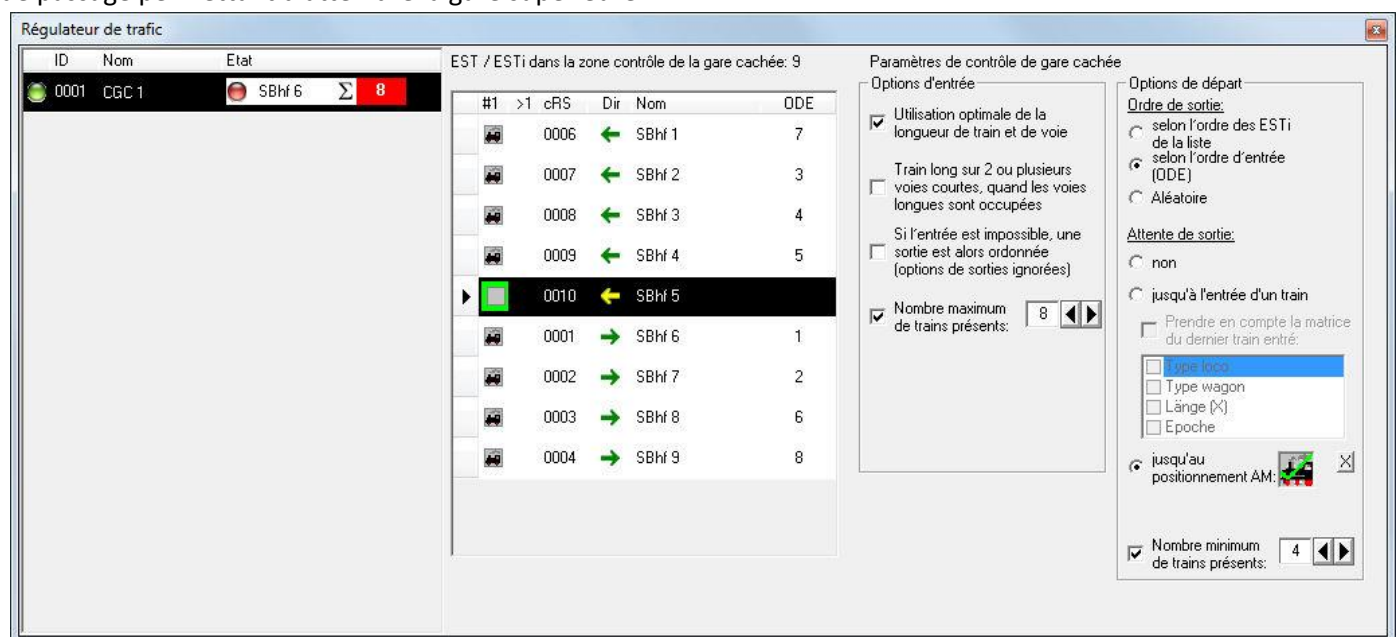 Régulateur de trafic
ID Nom Etat
0001 CGC 1 SBhf 6 Σ 8
EST / ESTi dans la zone contrôle de la gare cachée: 9
#1 >1 cRS Dir Nom ODE
0006 SBhf 1 7
0007 SBhf 2 3
0008 SBhf 3 4
0009 SBhf 4 5
0010 SBhf 5
0001 SBhf 6 1
0002 SBhf 7 2
0003 SBhf 8 6
0004 SBhf 9 8
Paramètres de contrôle de gare cachée
Options d'entrée
Utilisation optimale de la
longueur de train et de voie
Train long sur 2 ou plusieurs
voies courtes, quand les voies
longues sont occupées
Si l'entrée est impossible, une
sortie est alors ordonnée
(options de sorties ignorées)
Nombre maximum
de trains présents: 8
Options de départ
Ordre de sortie:
selon l'ordre des ESTi
de la liste
selon l'ordre d'entrée
(ODE)
Aléatoire
Attente de sortie:
non
jusqu'à l'entrée d'un train
Prendre en compte la matrice
du dernier train entré:
Type loco
Type wagon
Länge (X)
Epoche
jusqu'au
positionnement AM: X
Nombre minimum
de trains présents: 4